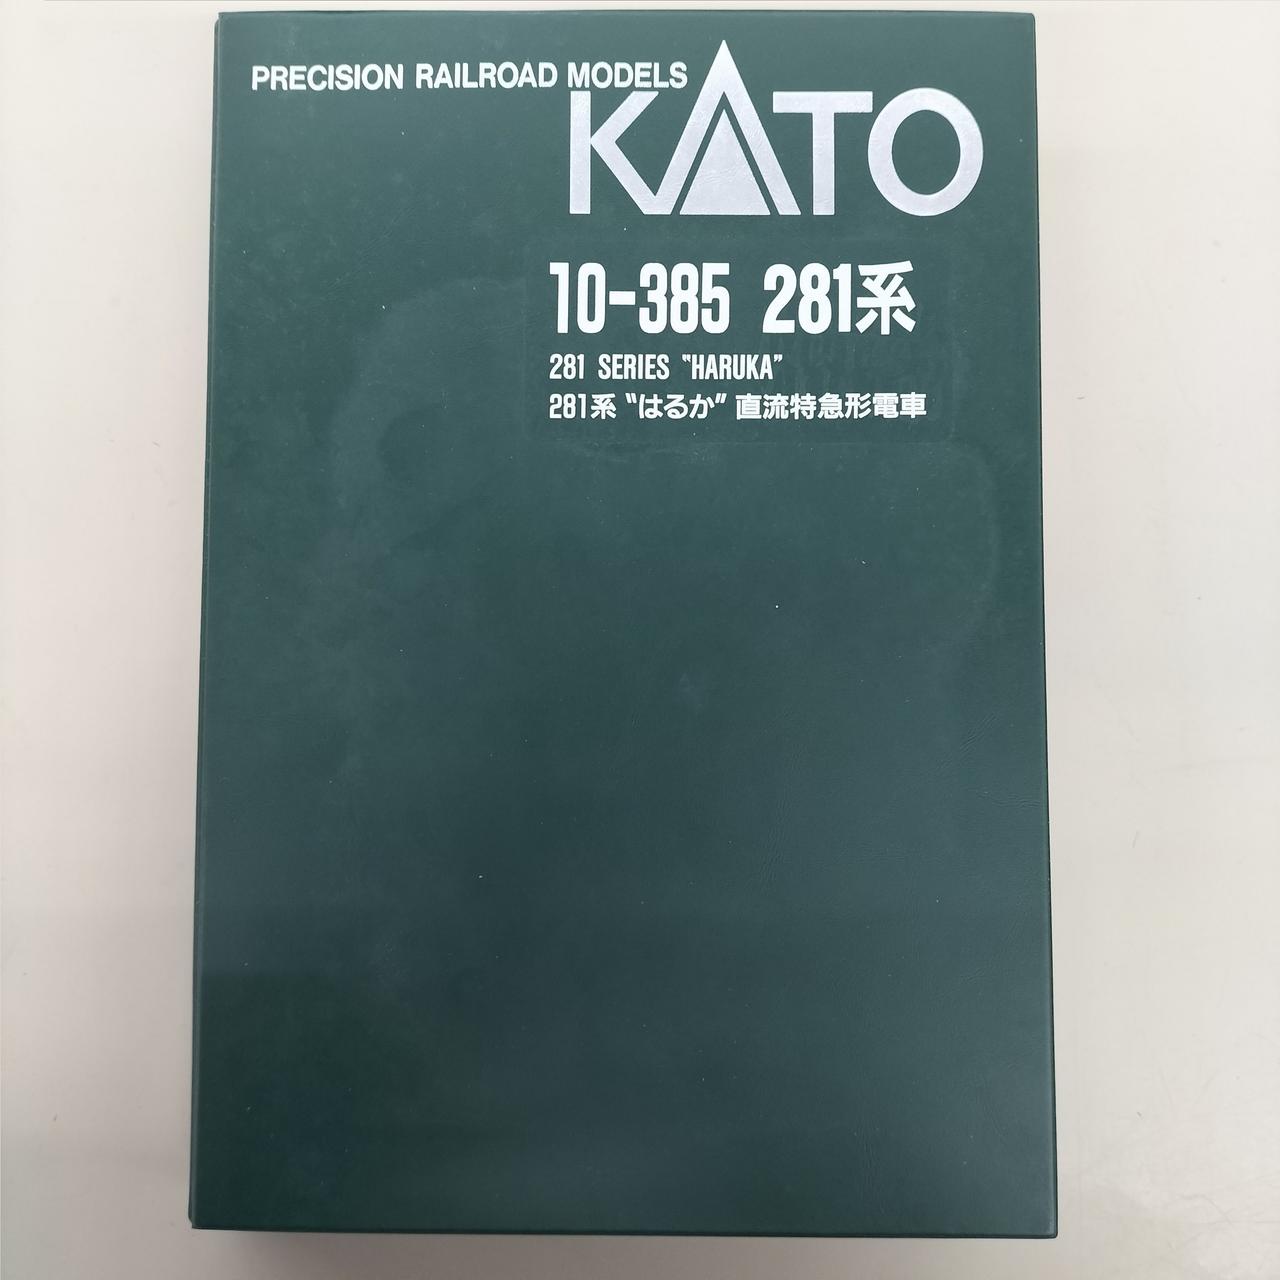 PRECISION RAILROAD MODELS
KATO
10-385 281系
281 SERIES "HARUKA"
281系 "はるか" 直流特急形電車